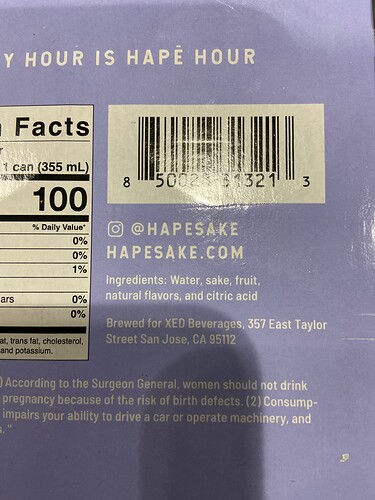 Y HOUR IS HAPĒ HOUR
Facts
1 can (355 mL)
100
% Daily Value*
0%
0%
1%
ars 0%
0%
at, trans fat, cholesterol,
and potassium.
8 3
@HAPESAKE
HAPESAKE.COM
Ingredients: Water, sake, fruit,
natural flavors, and citric acid
Brewed for XED Beverages, 357 East Taylor
Street San Jose, CA 95112
) According to the Surgeon General, women should not drink
pregnancy because of the risk of birth defects. (2) Consump-
impairs your ability to drive a car or operate machinery, and
s. "